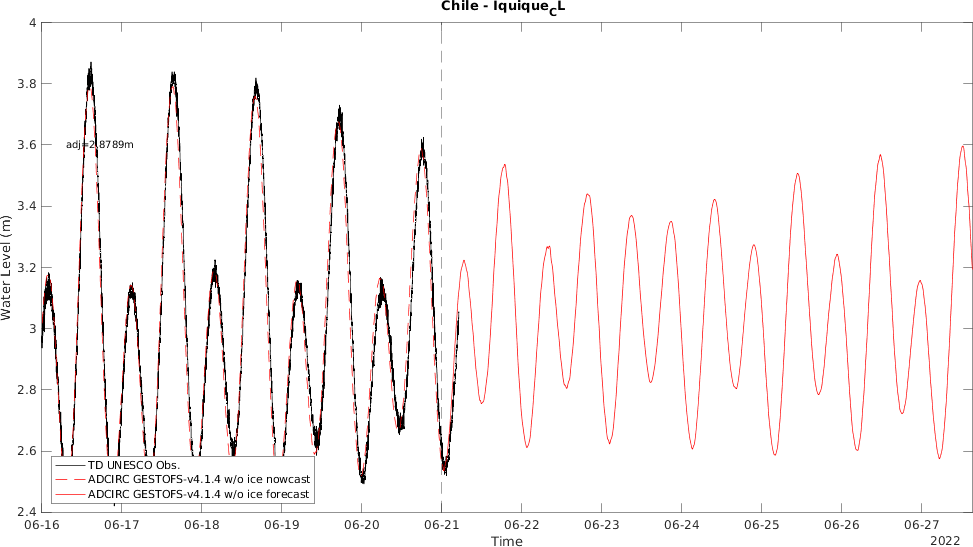 Chile - Iquique_CL
4
3.8
adj=2.8789m
3.6
3.4
3.2
3
2.8
2.6
2.4
Water Level (m)
TD UNESCO Obs.
ADCIRC GESTOFS-v4.1.4 w/o ice nowcast
ADCIRC GESTOFS-v4.1.4 w/o ice forecast
06-16 06-17 06-18 06-19 06-20 06-21 06-22 06-23 06-24 06-25 06-26 06-27
Time
2022